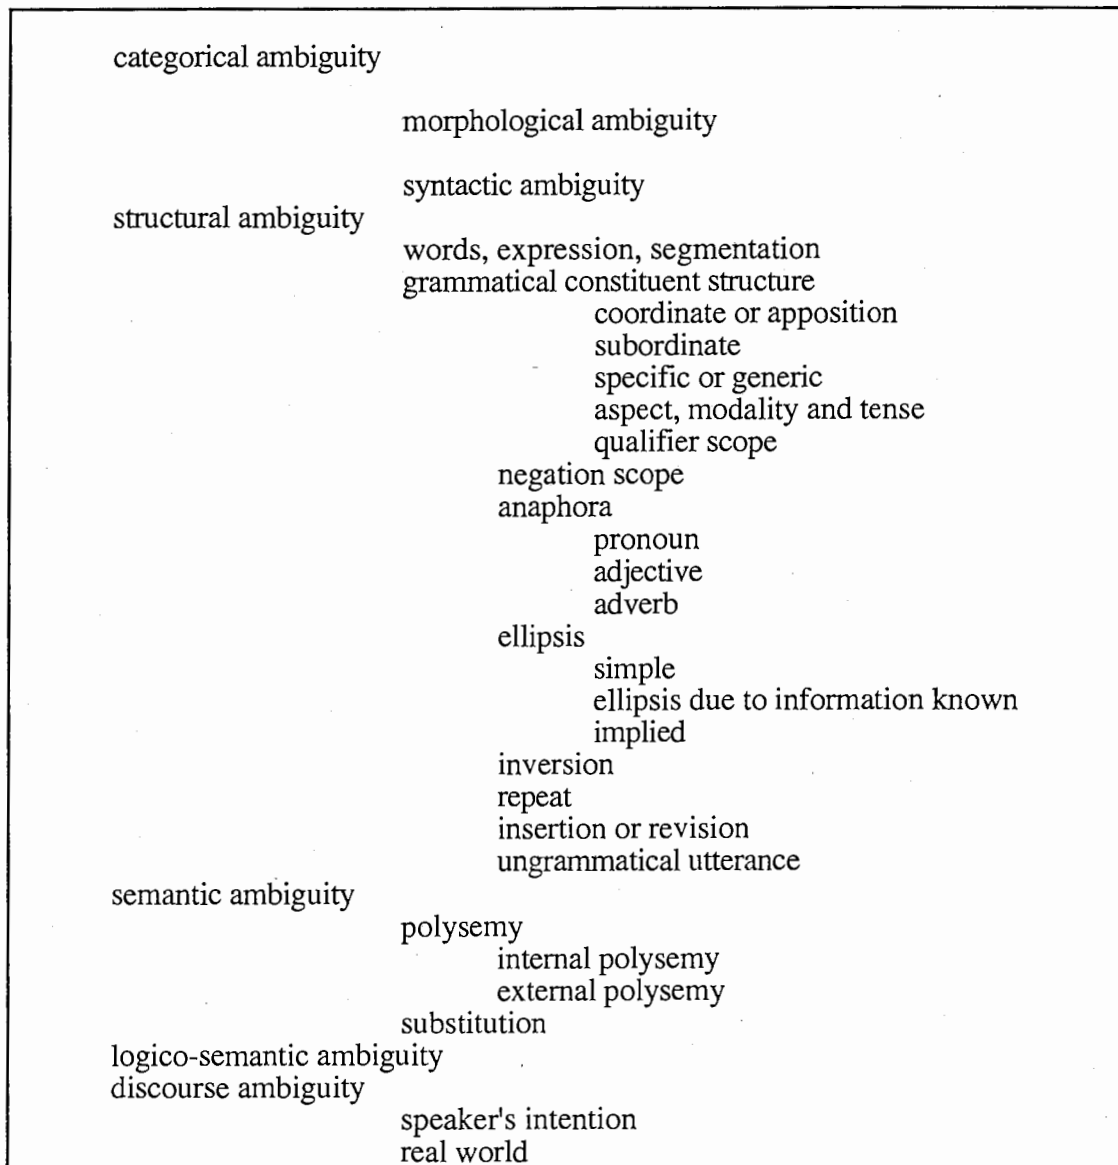 categorical ambiguity
morphological ambiguity
syntactic ambiguity
structural ambiguity
words, expression, segmentation
grammatical constituent structure
coordinate or apposition
subordinate
specific or generic
aspect, modality and tense
qualifier scope
negation scope
anaphora
pronoun
adjective
adverb
ellipsis
simple
ellipsis due to information known
implied
inversion
repeat
insertion or revision
ungrammatical utterance
semantic ambiguity
polysemy
internal polysemy
external polysemy
substitution
logico-semantic ambiguity
discourse ambiguity
speaker's intention
real world